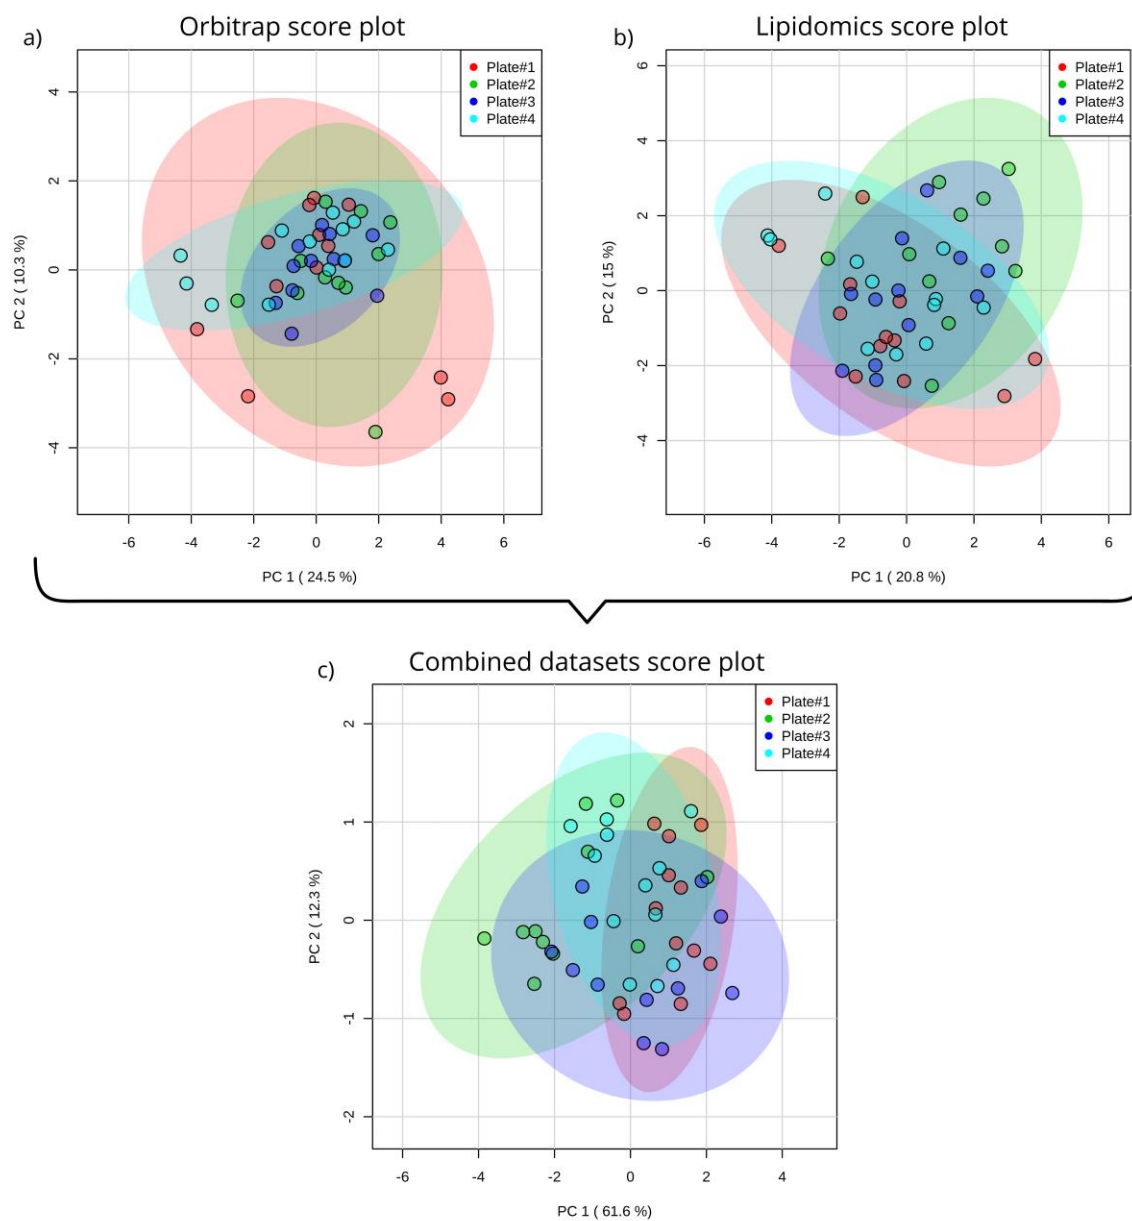 a)
Orbitrap score plot
Plate#1
Plate#2
Plate#3
Plate#4
4
2
0
-2
-4
PC 2 ( 10.3 %)
-6 -4 -2 0 2 4 6
PC 1 ( 24.5 %)
b)
Lipidomics score plot
Plate#1
Plate#2
Plate#3
Plate#4
6
4
2
0
-2
-4
PC 2 ( 15 %)
-6 -4 -2 0 2 4 6
PC 1 ( 20.8 %)
c)
Combined datasets score plot
Plate#1
Plate#2
Plate#3
Plate#4
2
1
0
-1
-2
PC 2 ( 12.3 %)
-6 -4 -2 0 2 4
PC 1 ( 61.6 %)